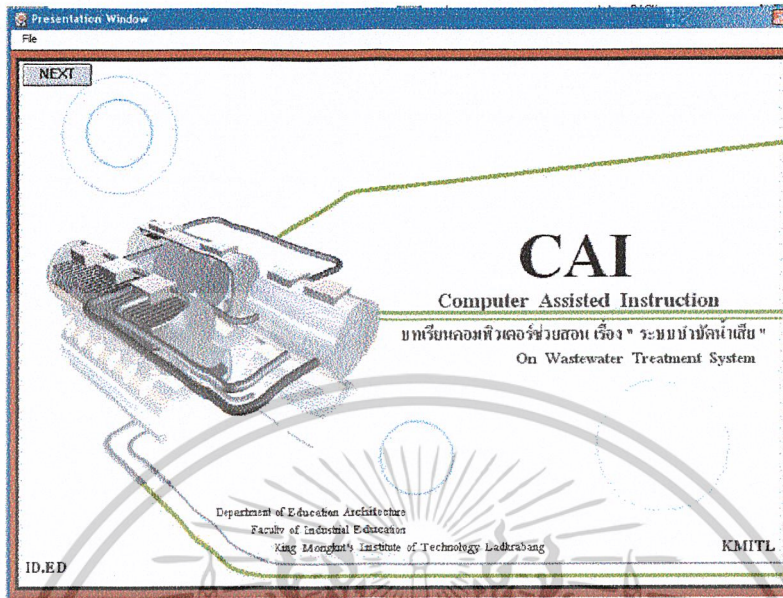 Presentation Window
File
NEXT
CAI
Computer Assisted Instruction
บทเรียนคอมพิวเตอร์ช่วยสอน เรื่อง " ระบบบำบัดน้ำเสีย "
On Wastewater Treatment System
Department of Education Architecture
Faculty of Industrial Education
King Mongkut's Institute of Technology Ladkrabang
KMITL
ID.ED